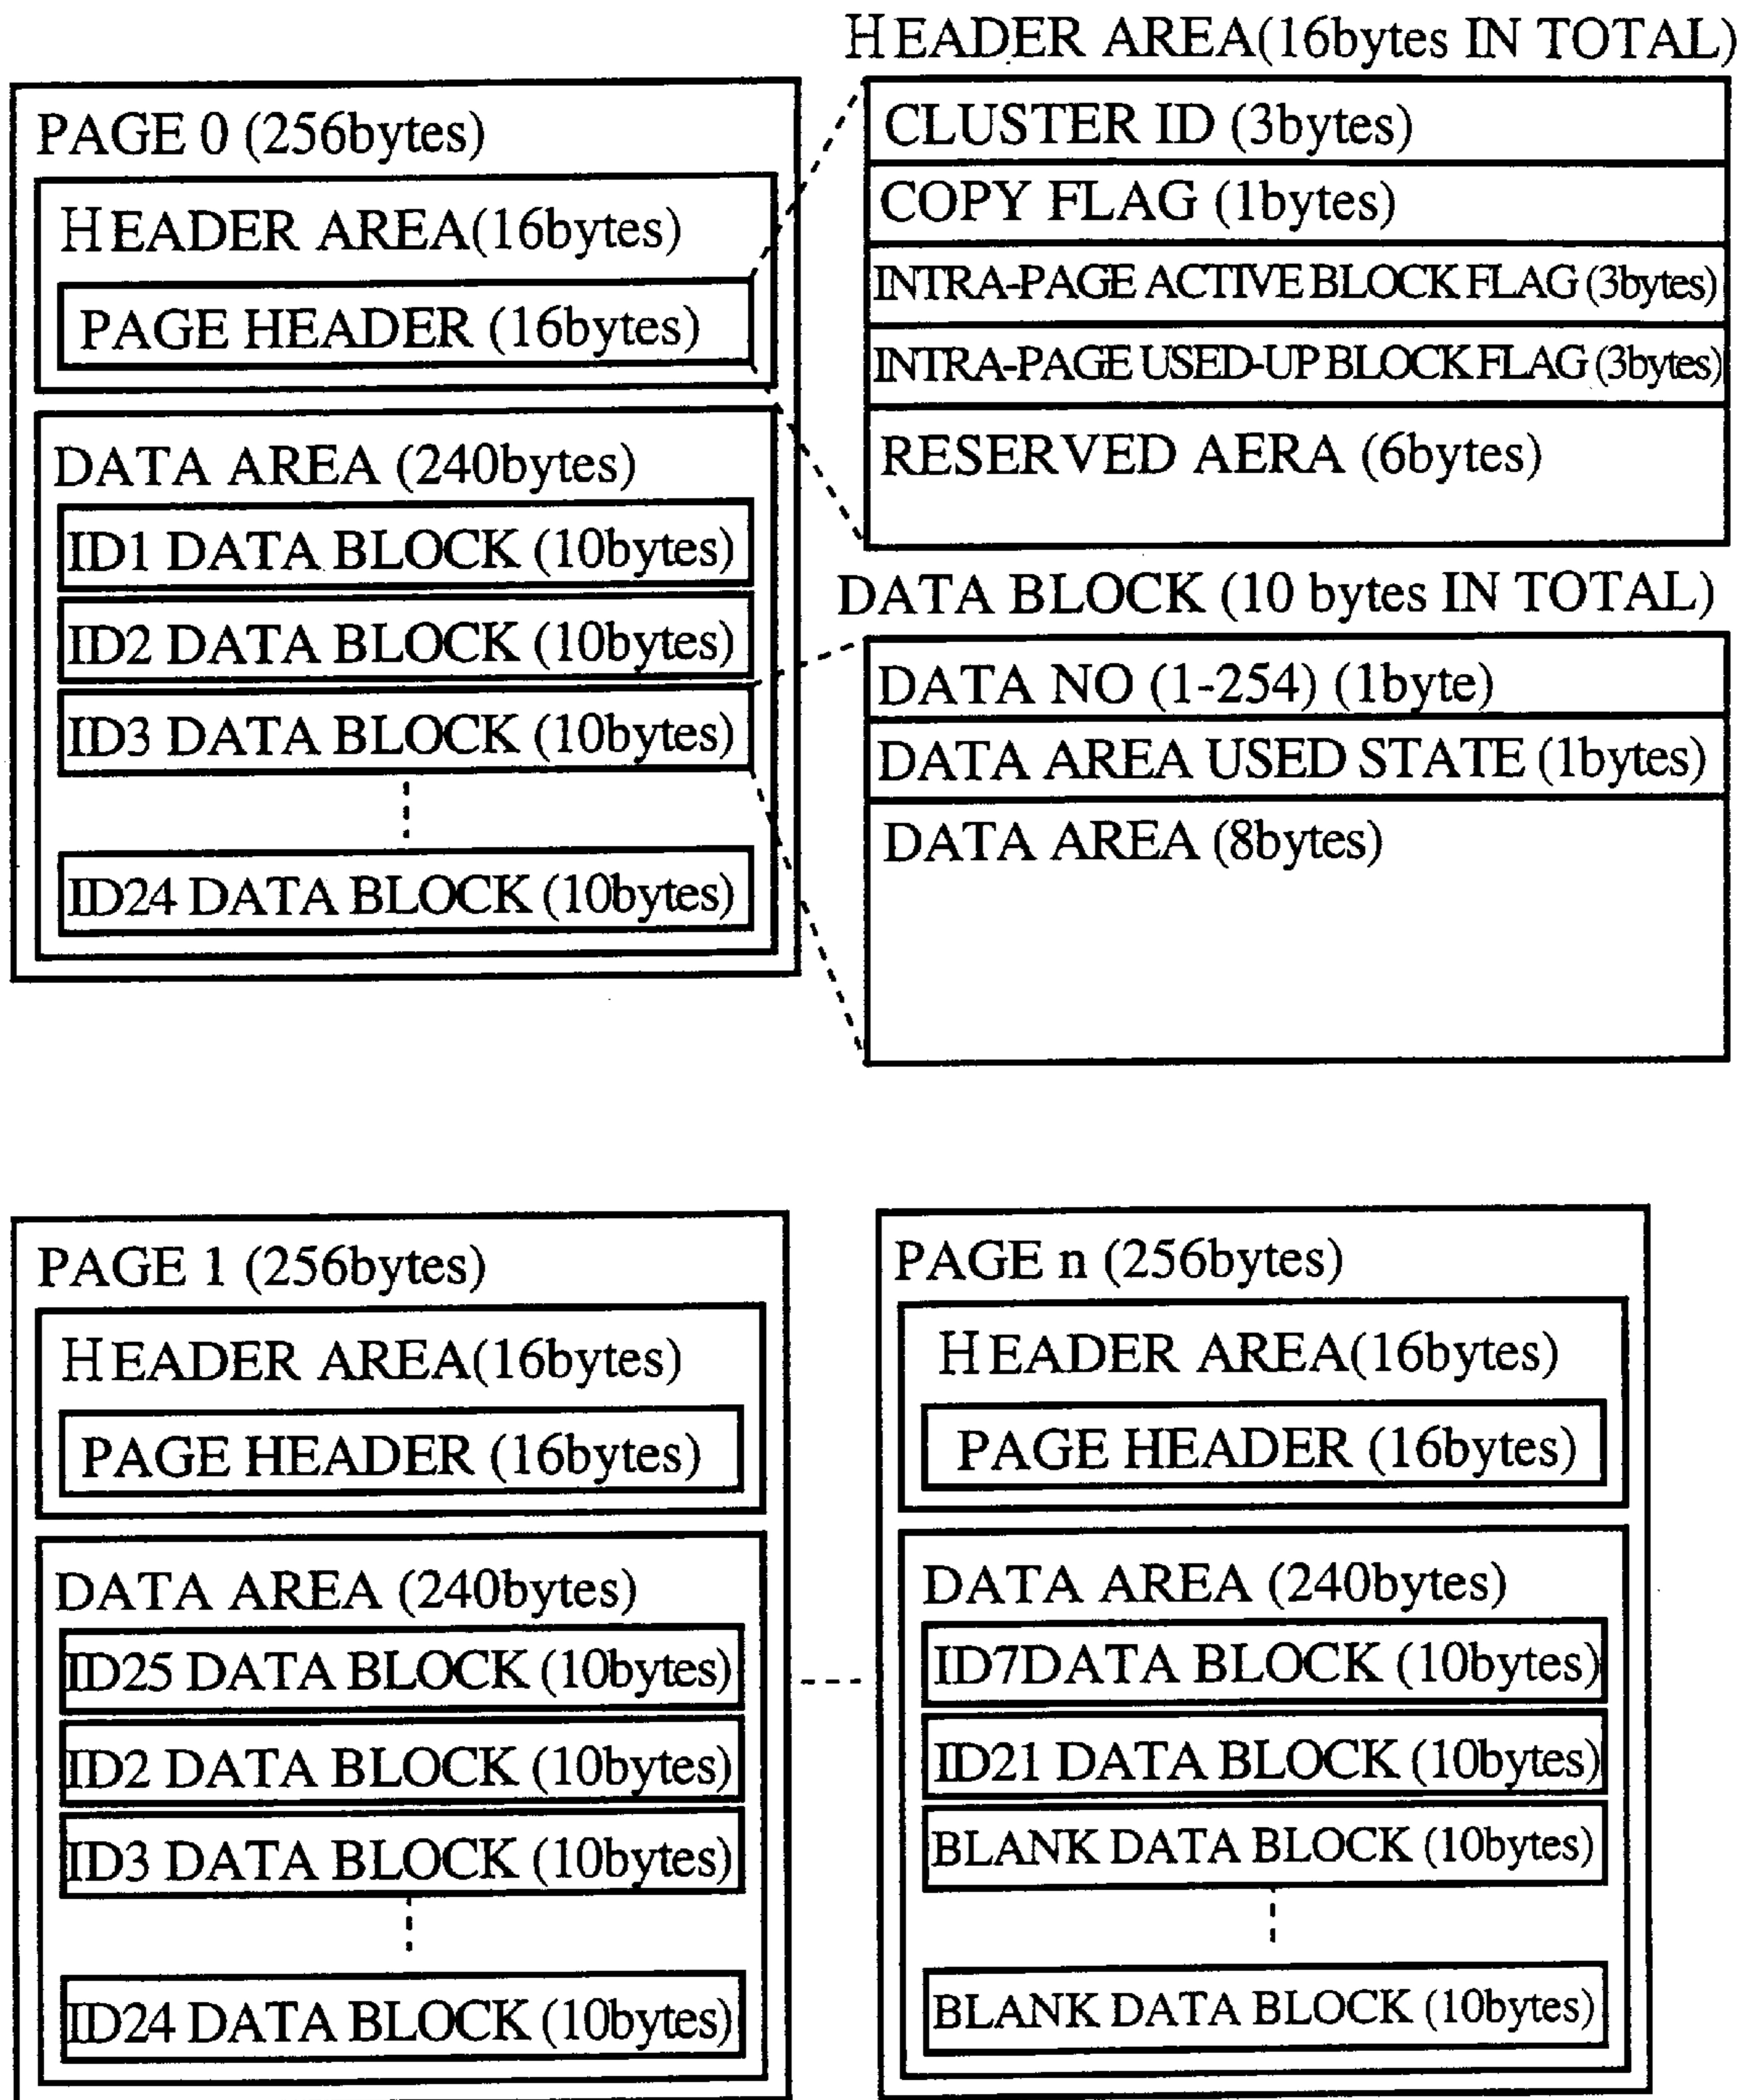 PAGE 0 (256bytes)
HEADER AREA(16bytes)
PAGE HEADER (16bytes)
DATA AREA (240bytes)
ID1 DATA BLOCK (10bytes)
ID2 DATA BLOCK (10bytes)
ID3 DATA BLOCK (10bytes)
ID24 DATA BLOCK (10bytes)
HEADER AREA(16bytes IN TOTAL)
CLUSTER ID (3bytes)
COPY FLAG (1bytes)
INTRA-PAGE ACTIVE BLOCK FLAG (3bytes)
INTRA-PAGE USED-UP BLOCK FLAG (3bytes)
RESERVED AERA (6bytes)
DATA BLOCK (10 bytes IN TOTAL)
DATA NO (1-254) (1byte)
DATA AREA USED STATE (1bytes)
DATA AREA (8bytes)
PAGE 1 (256bytes)
HEADER AREA(16bytes)
PAGE HEADER (16bytes)
DATA AREA (240bytes)
ID25 DATA BLOCK (10bytes)
ID2 DATA BLOCK (10bytes)
ID3 DATA BLOCK (10bytes)
ID24 DATA BLOCK (10bytes)
PAGE n (256bytes)
HEADER AREA(16bytes)
PAGE HEADER (16bytes)
DATA AREA (240bytes)
ID7DATA BLOCK (10bytes)
ID21 DATA BLOCK (10bytes)
BLANK DATA BLOCK (10bytes)
BLANK DATA BLOCK (10bytes)